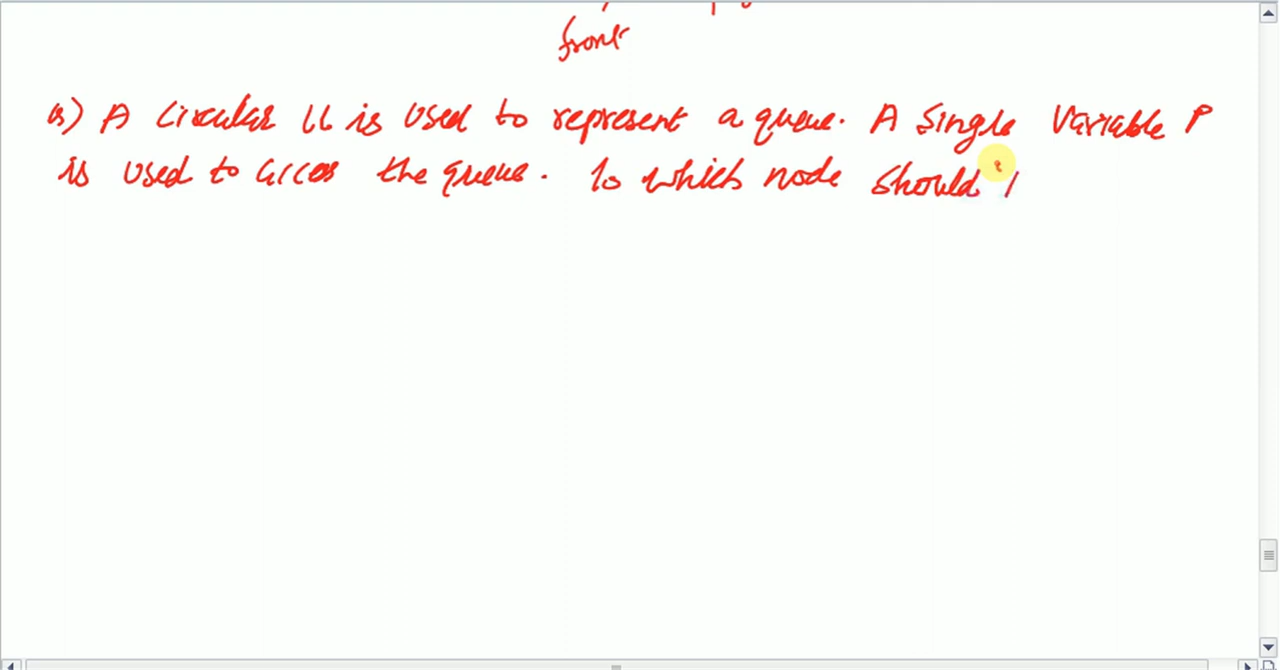 front
Q) A Circular LL is used to represent a queue. A Single Variable P
is used to access the queue. To which node should